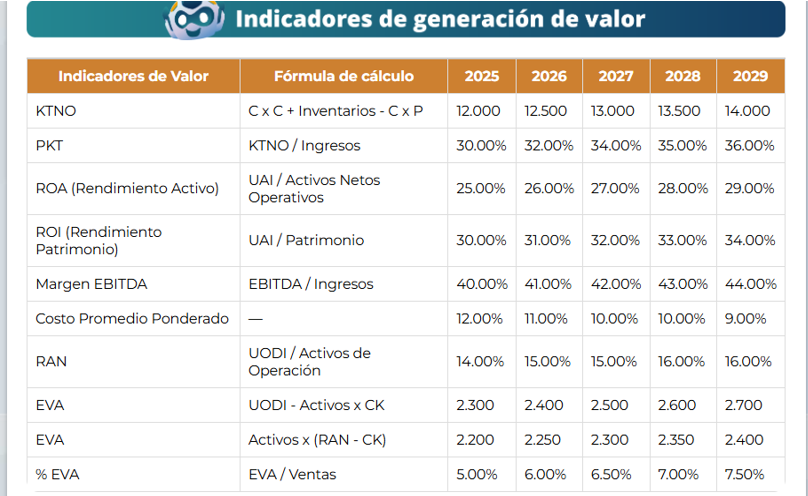 Indicadores de generación de valor
Indicadores de Valor Fórmula de cálculo 2025 2026 2027 2028 2029
KTNO C x C + Inventarios - C x P 12.000 12.500 13.000 13.500 14.000
PKT KTNO / Ingresos 30.00% 32.00% 34.00% 35.00% 36.00%
ROA (Rendimiento Activo) UAI / Activos Netos
Operativos 25.00% 26.00% 27.00% 28.00% 29.00%
ROI (Rendimiento
Patrimonio) UAI / Patrimonio 30.00% 31.00% 32.00% 33.00% 34.00%
Margen EBITDA EBITDA / Ingresos 40.00% 41.00% 42.00% 43.00% 44.00%
Costo Promedio Ponderado — 12.00% 11.00% 10.00% 10.00% 9.00%
RAN UODI / Activos de
Operación 14.00% 15.00% 15.00% 16.00% 16.00%
EVA UODI - Activos x CK 2.300 2.400 2.500 2.600 2.700
EVA Activos x (RAN - CK) 2.200 2.250 2.300 2.350 2.400
% EVA EVA / Ventas 5.00% 6.00% 6.50% 7.00% 7.50%